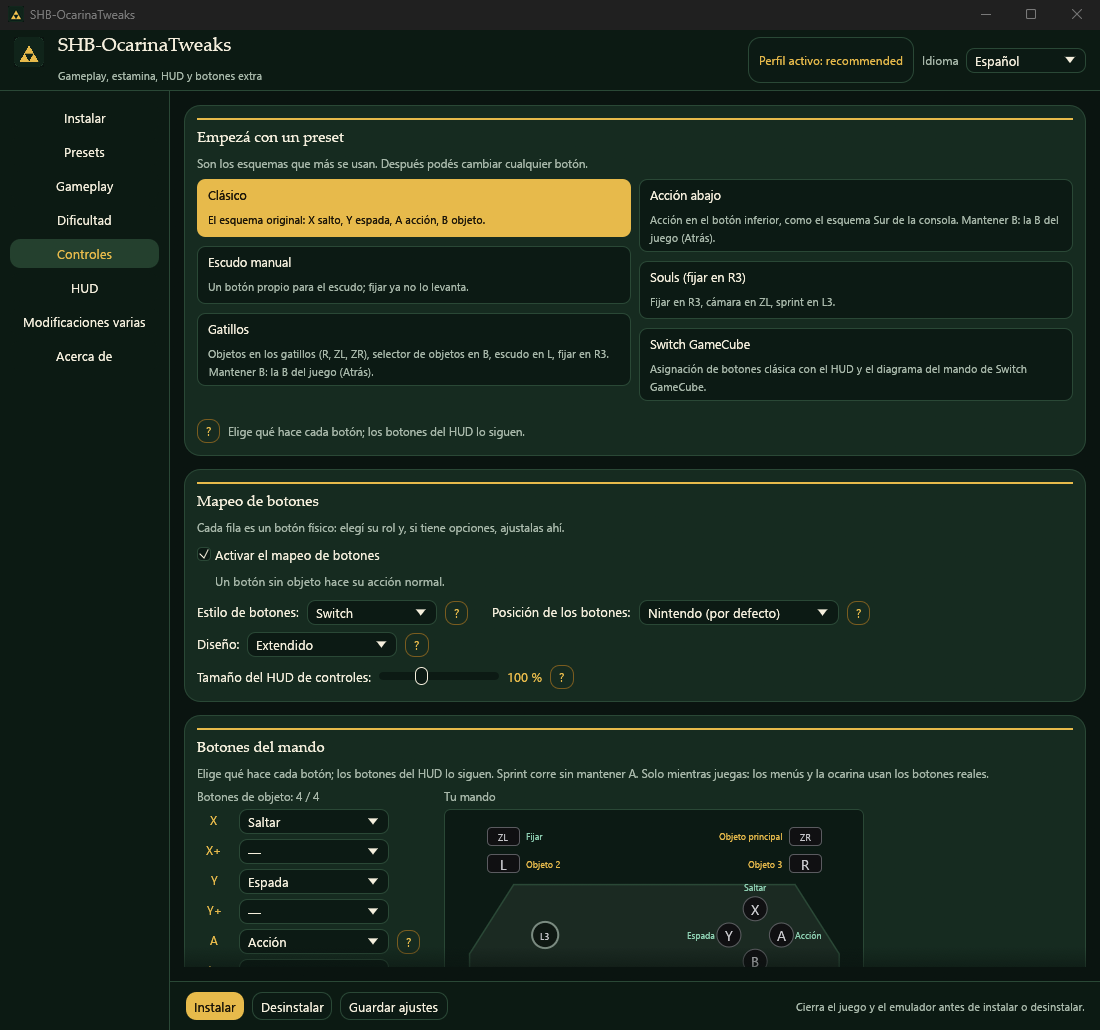 SHB-OcarinaTweaks
SHB-OcarinaTweaks
Gameplay, estamina, HUD y botones extra
Perfil activo: recommended
Idioma
Español
Instalar
Presets
Gameplay
Dificultad
Controles
HUD
Modificaciones varias
Acerca de
Empezá con un preset
Son los esquemas que más se usan. Después podés cambiar cualquier botón.
Clásico
El esquema original: X salto, Y espada, A acción, B objeto.
Acción abajo
Acción en el botón inferior, como el esquema Sur de la consola. Mantener B: la B del
juego (Atrás).
Escudo manual
Un botón propio para el escudo; fijar ya no lo levanta.
Souls (fijar en R3)
Fijar en R3, cámara en ZL, sprint en L3.
Gatillos
Objetos en los gatillos (R, ZL, ZR), selector de objetos en B, escudo en L, fijar en R3.
Mantener B: la B del juego (Atrás).
Switch GameCube
Asignación de botones clásica con el HUD y el diagrama del mando de Switch
GameCube.
? Elige qué hace cada botón; los botones del HUD lo siguen.
Mapeo de botones
Cada fila es un botón físico: elegí su rol y, si tiene opciones, ajustalas ahí.
Activar el mapeo de botones
Un botón sin objeto hace su acción normal.
Estilo de botones: Switch ? Posición de los botones: Nintendo (por defecto) ?
Diseño: Extendido ?
Tamaño del HUD de controles: 100 % ?
Botones del mando
Elige qué hace cada botón; los botones del HUD lo siguen. Sprint corre sin mantener A. Solo mientras juegas: los menús y la ocarina usan los botones reales.
Botones de objeto: 4 / 4
X Saltar
X+ —
Y Espada
Y+ —
A Acción ?
Tu mando
ZL Fijar
Objeto principal ZR
L Objeto 2
Objeto 3 R
Saltar
X
L3
Espada Y
A Acción
B
Instalar
Desinstalar
Guardar ajustes
Cierra el juego y el emulador antes de instalar o desinstalar.